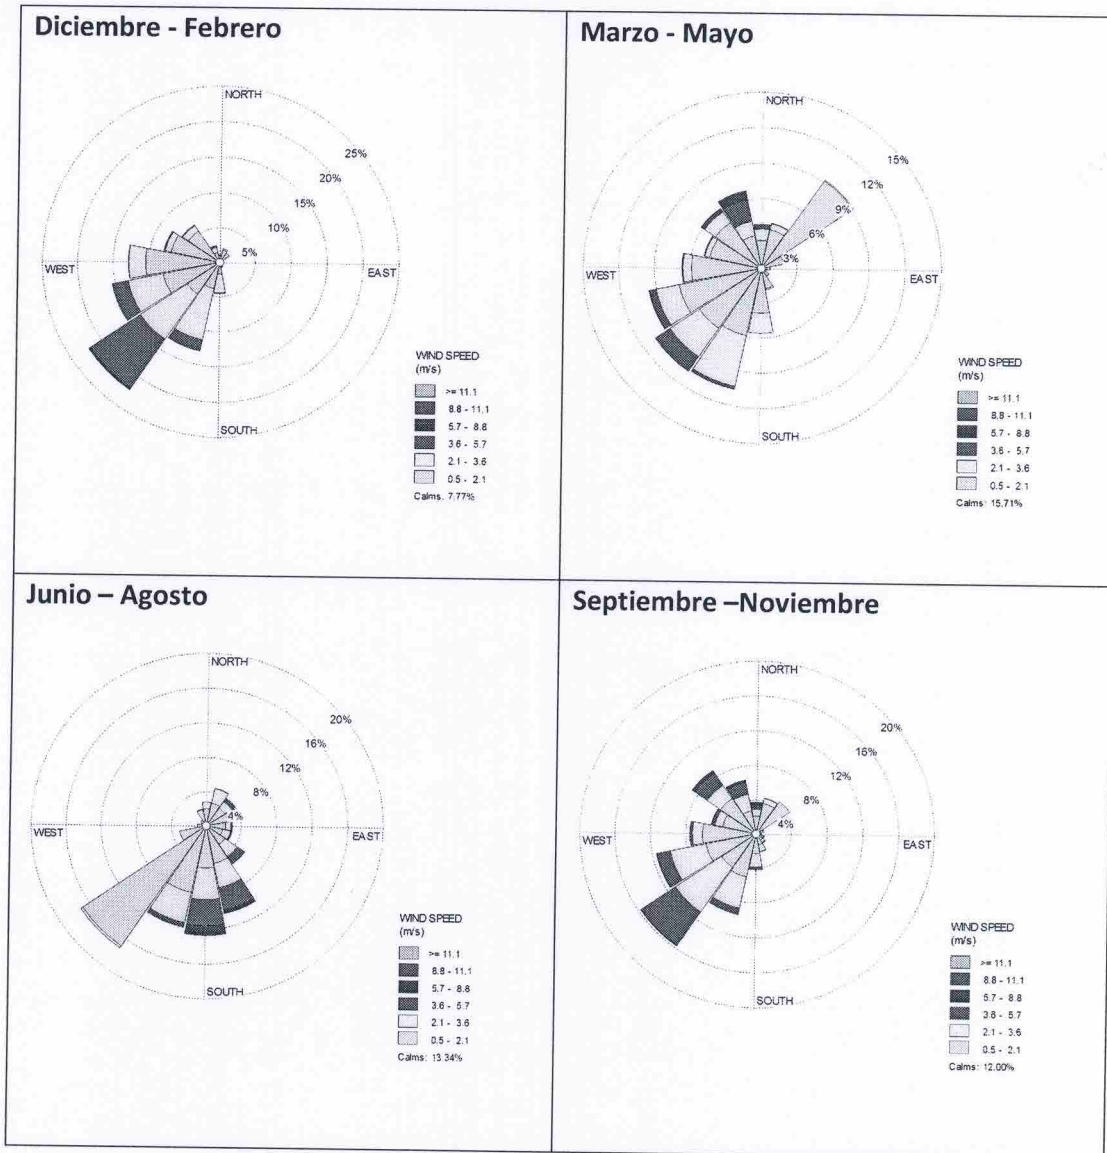 Diciembre - Febrero
NORTH
25%
20%
15%
10%
5%
WEST
EAST
SOUTH
WIND SPEED
(m/s)
>= 11.1
8.8 - 11.1
5.7 - 8.8
3.6 - 5.7
2.1 - 3.6
0.5 - 2.1
Calms: 7.77%
Marzo - Mayo
NORTH
15%
12%
9%
6%
3%
WEST
EAST
SOUTH
WIND SPEED
(m/s)
>= 11.1
8.8 - 11.1
5.7 - 8.8
3.6 - 5.7
2.1 - 3.6
0.5 - 2.1
Calms: 15.71%
Junio – Agosto
NORTH
20%
16%
12%
8%
4%
WEST
EAST
SOUTH
WIND SPEED
(m/s)
>= 11.1
8.8 - 11.1
5.7 - 8.8
3.6 - 5.7
2.1 - 3.6
0.5 - 2.1
Calms: 13.34%
Septiembre –Noviembre
NORTH
20%
16%
12%
8%
4%
WEST
EAST
SOUTH
WIND SPEED
(m/s)
>= 11.1
8.8 - 11.1
5.7 - 8.8
3.6 - 5.7
2.1 - 3.6
0.5 - 2.1
Calms: 12.00%